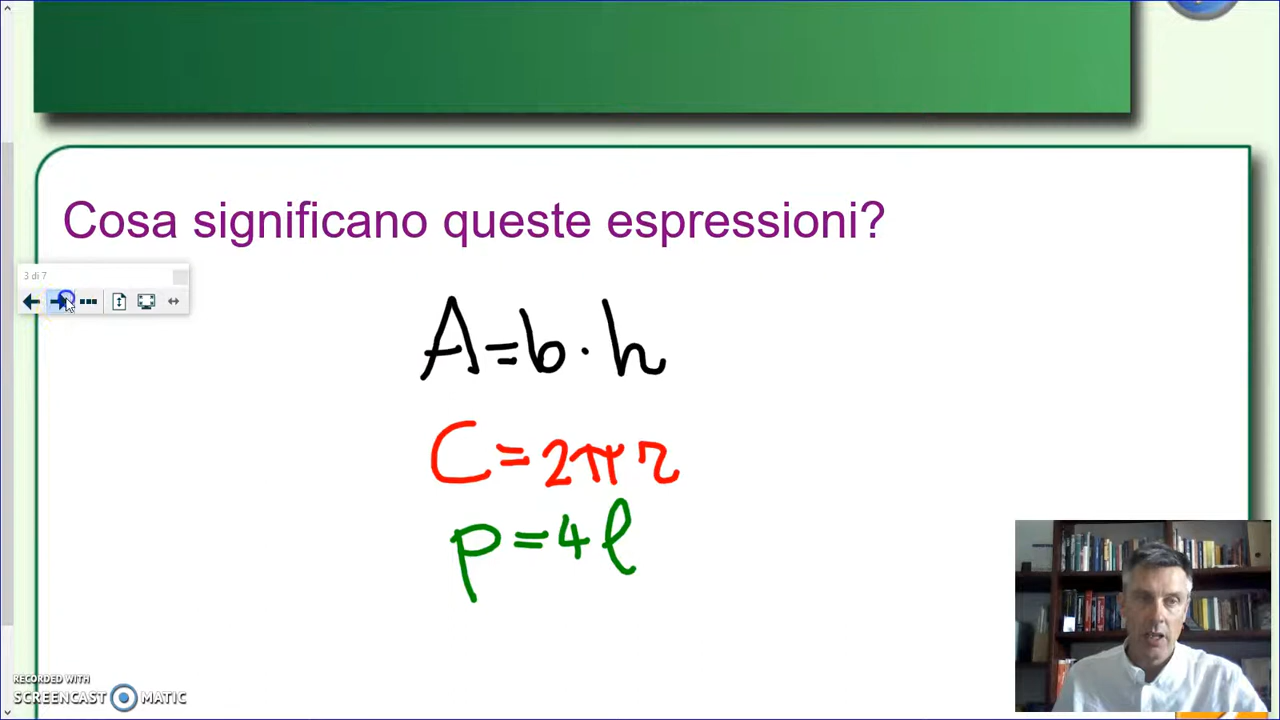 Cosa significano queste espressioni?
3 di 7
A=b·h
C=2πr
p=4l
RECORDED WITH
SCREENCAST MATIC